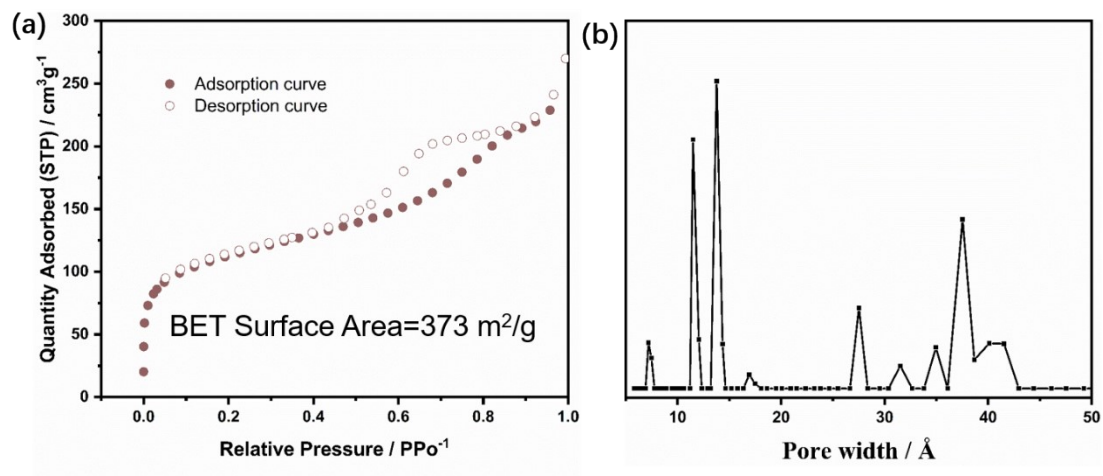 (a)
300
250
200
150
100
50
0
Quantity Adsorbed (STP) / cm³g⁻¹
Adsorption curve
Desorption curve
BET Surface Area=373 m²/g
0.0 0.2 0.4 0.6 0.8 1.0
Relative Pressure / PPo⁻¹
(b)
10 20 30 40 50
Pore width / Å